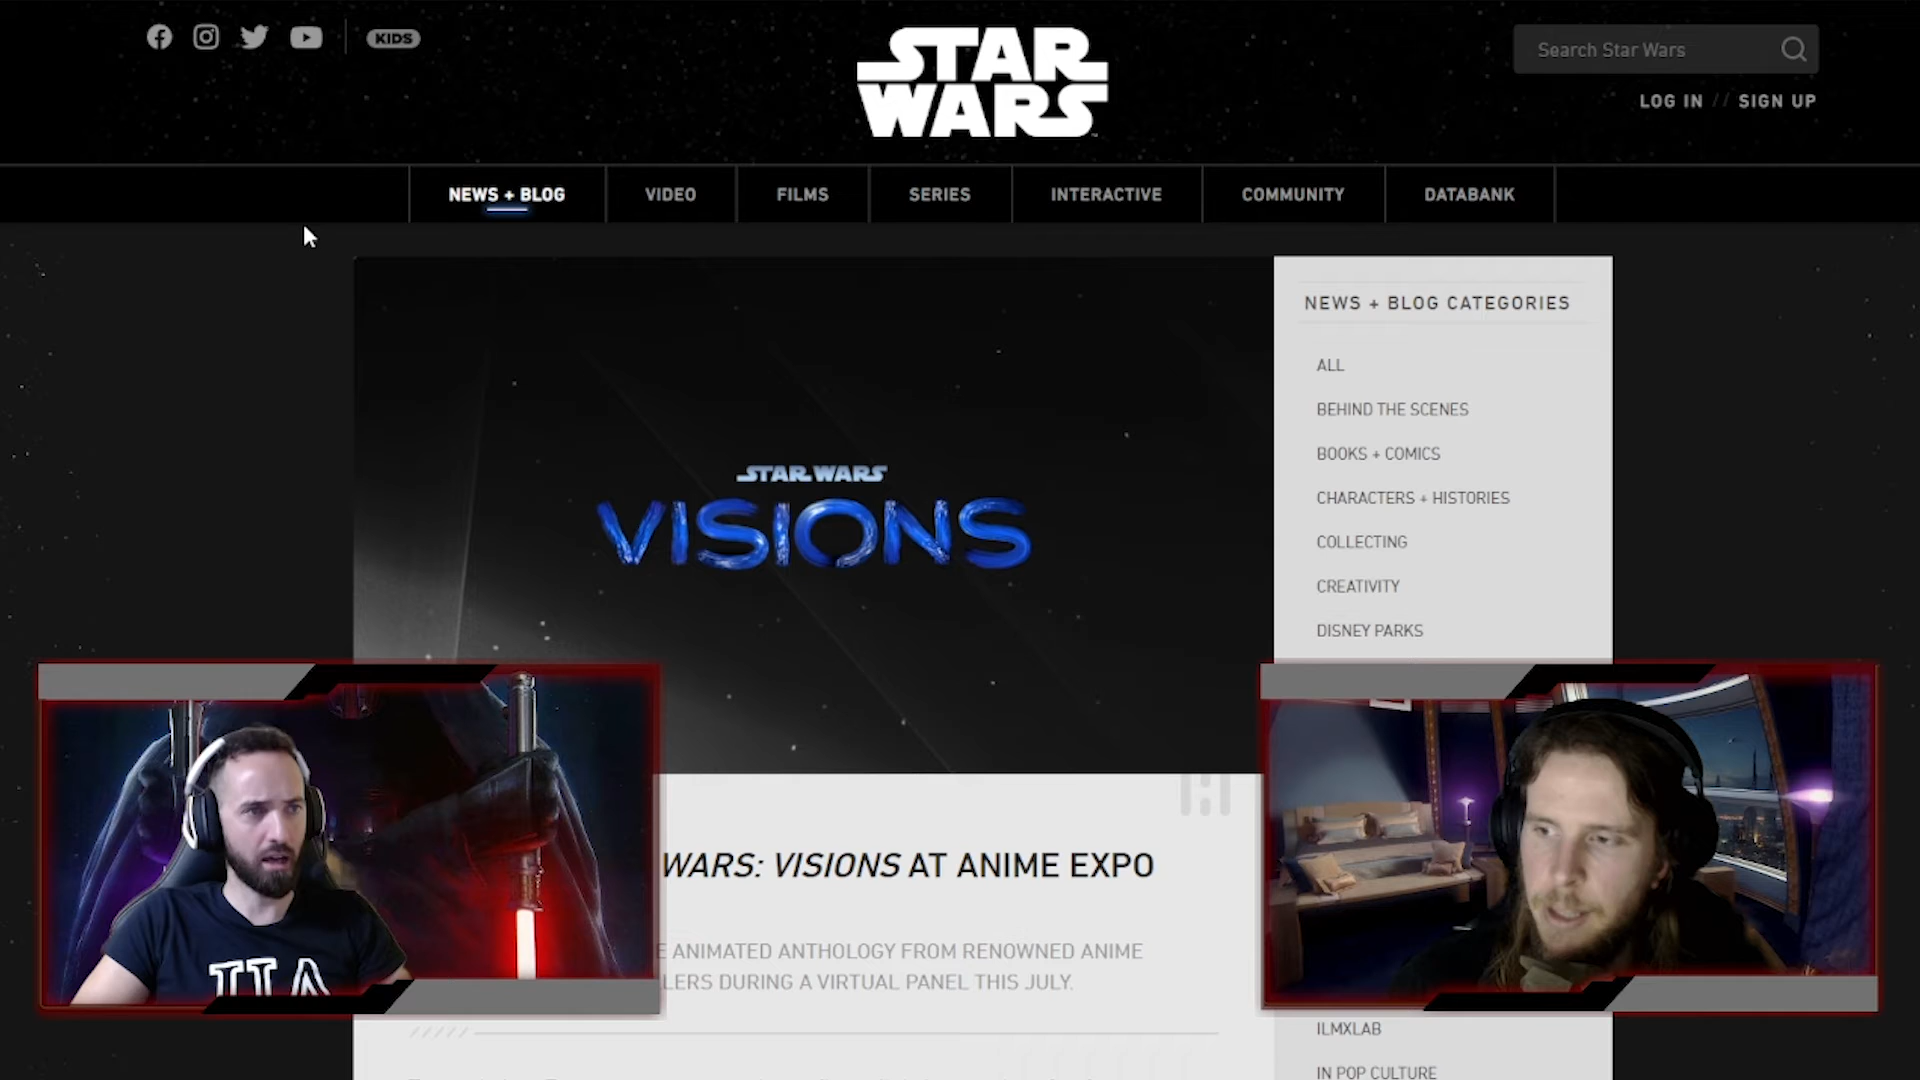 KIDS
STAR
WARS
Search Star Wars
LOG IN // SIGN UP
NEWS + BLOG
VIDEO
FILMS
SERIES
INTERACTIVE
COMMUNITY
DATABANK
STAR WARS
VISIONS
NEWS + BLOG CATEGORIES
ALL
BEHIND THE SCENES
BOOKS + COMICS
CHARACTERS + HISTORIES
COLLECTING
CREATIVITY
DISNEY PARKS
WARS: VISIONS AT ANIME EXPO
E ANIMATED ANTHOLOGY FROM RENOWNED ANIME
LERS DURING A VIRTUAL PANEL THIS JULY.
ILMXLAB
IN POP CULTURE